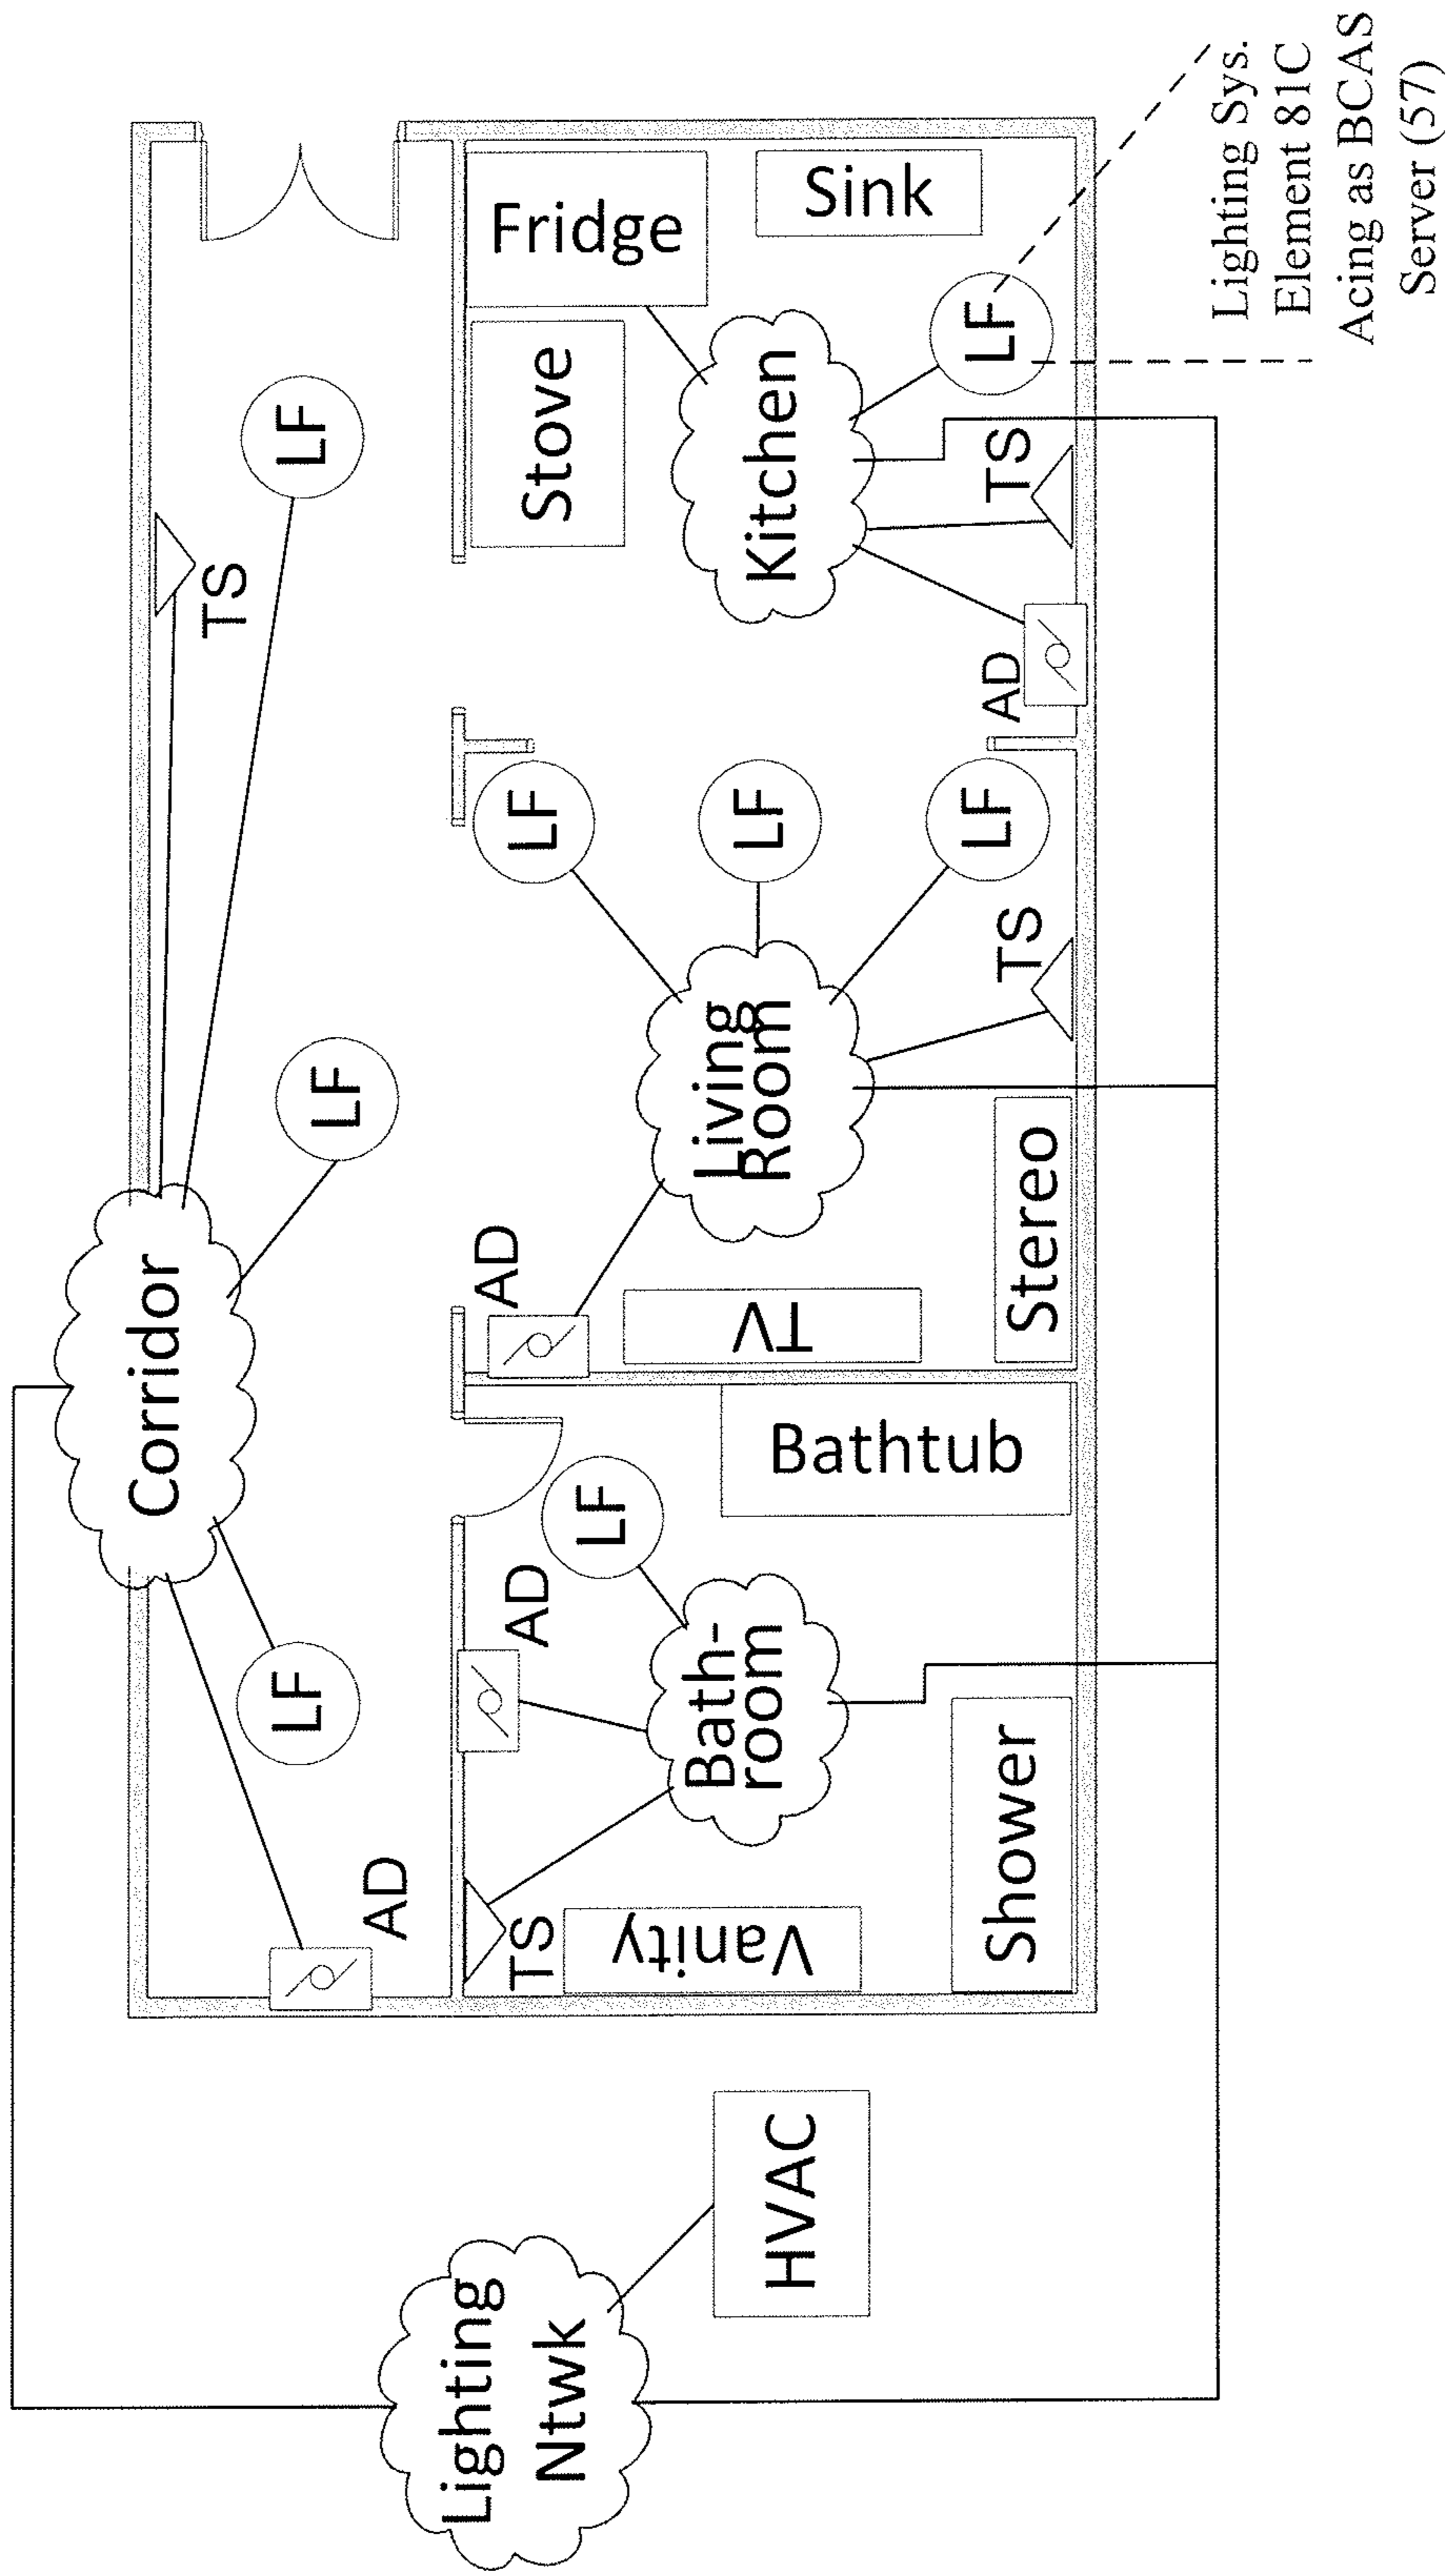 Corridor
TS
LF
LF
LF
AD
Lighting
Ntwk
HVAC
AD
AD
TS
LF
LF
Stove
Fridge
Vanity
Bath-
room
TV
Living
Room
LF
Kitchen
Sink
Bathtub
Shower
Stereo
TS
LF
AD
TS
LF
Lighting Sys.
Element 81C
Acing as BCAS
Server (57)